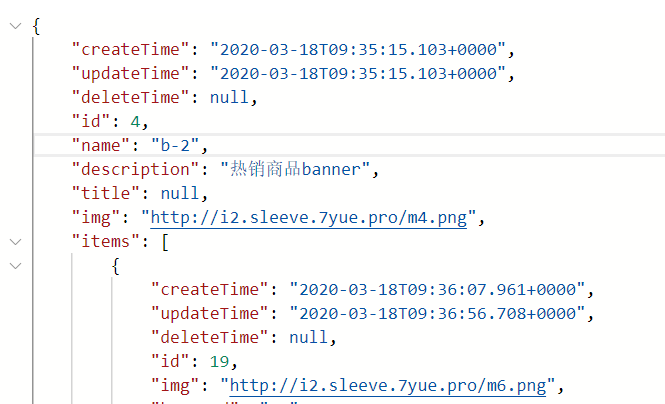 {
"createTime": "2020-03-18T09:35:15.103+0000",
"updateTime": "2020-03-18T09:35:15.103+0000",
"deleteTime": null,
"id": 4,
"name": "b-2",
"description": "热销商品banner",
"title": null,
"img": "http://i2.sleeve.7yue.pro/m4.png",
"items": [
{
"createTime": "2020-03-18T09:36:07.961+0000",
"updateTime": "2020-03-18T09:36:56.708+0000",
"deleteTime": null,
"id": 19,
"img": "http://i2.sleeve.7yue.pro/m6.png",